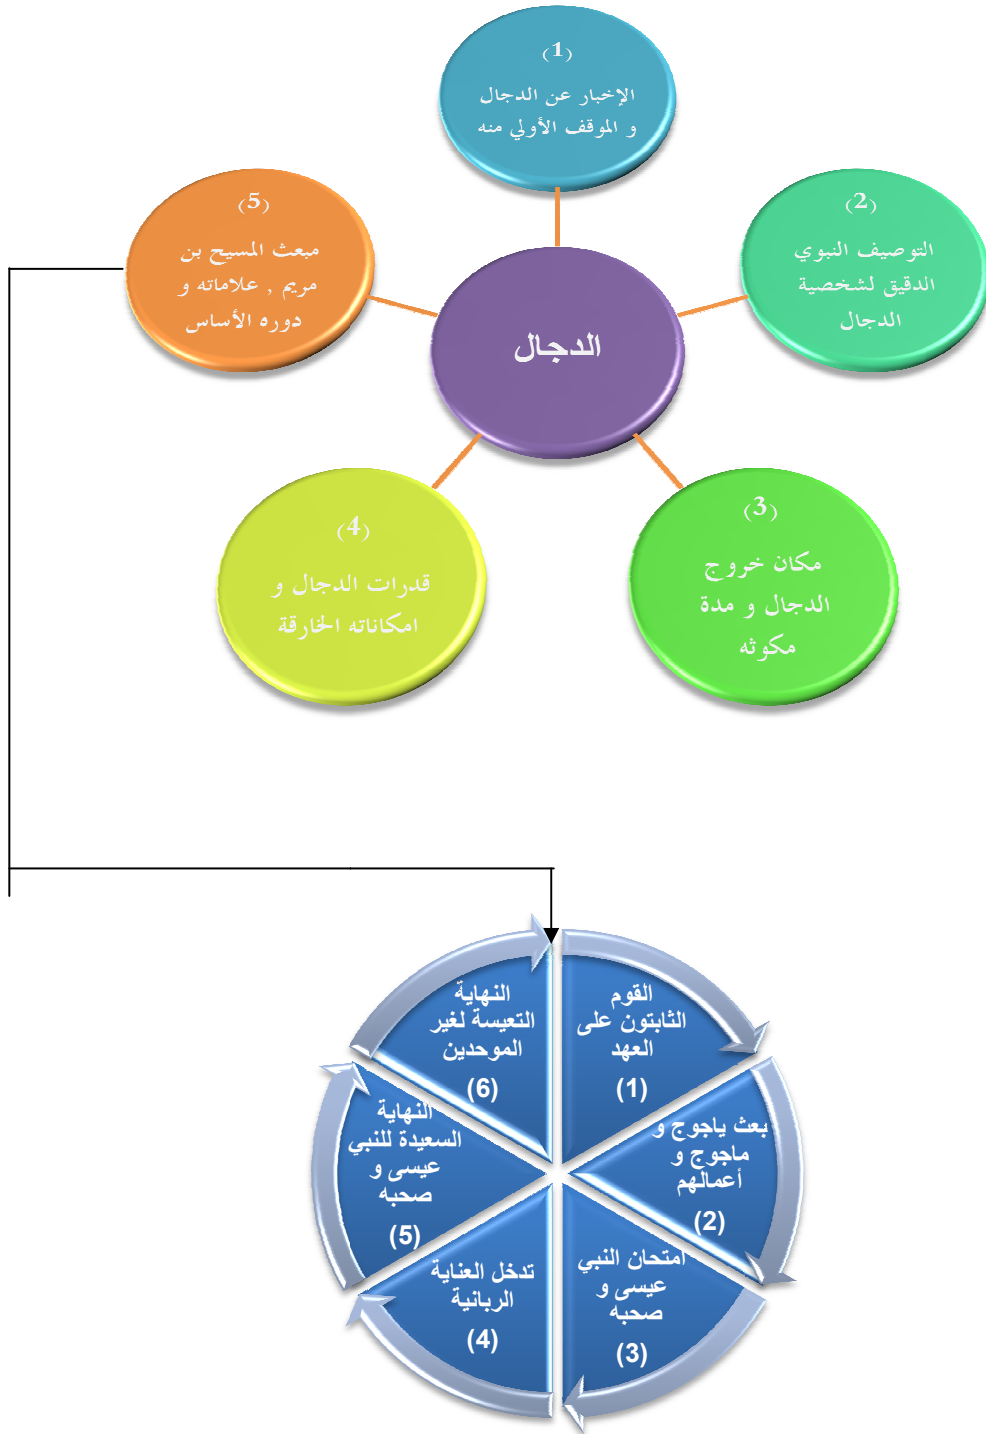 (1)
الإخبار عن الدجال
و الموقف الأولي منه
(2)
التوصيف النبوي
الدقيق لشخصية
الدجال
(3)
مكان خروج
الدجال و مدة
مكوثه
(4)
قدرات الدجال و
امكاناته الخارقة
(5)
مبعث المسيح بن
مريم , علاماته و
دوره الأساس
الدجال
القوم
الثابتون على
العهد
(1)
بعث ياجوج و
ماجوج و
أعمالهم
(2)
امتحان النبي
عيسى و
صحبه
(3)
تدخل العناية
الربانية
(4)
النهاية
السعيدة للنبي
عيسى و
صحبه
(5)
النهاية
التعيسة لغير
الموحدين
(6)